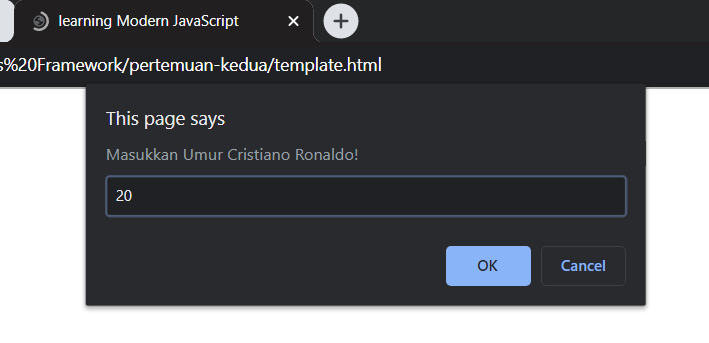 learning Modern JavaScript
s%20Framework/pertemuan-kedua/template.html
This page says
Masukkan Umur Cristiano Ronaldo!
20
OK Cancel